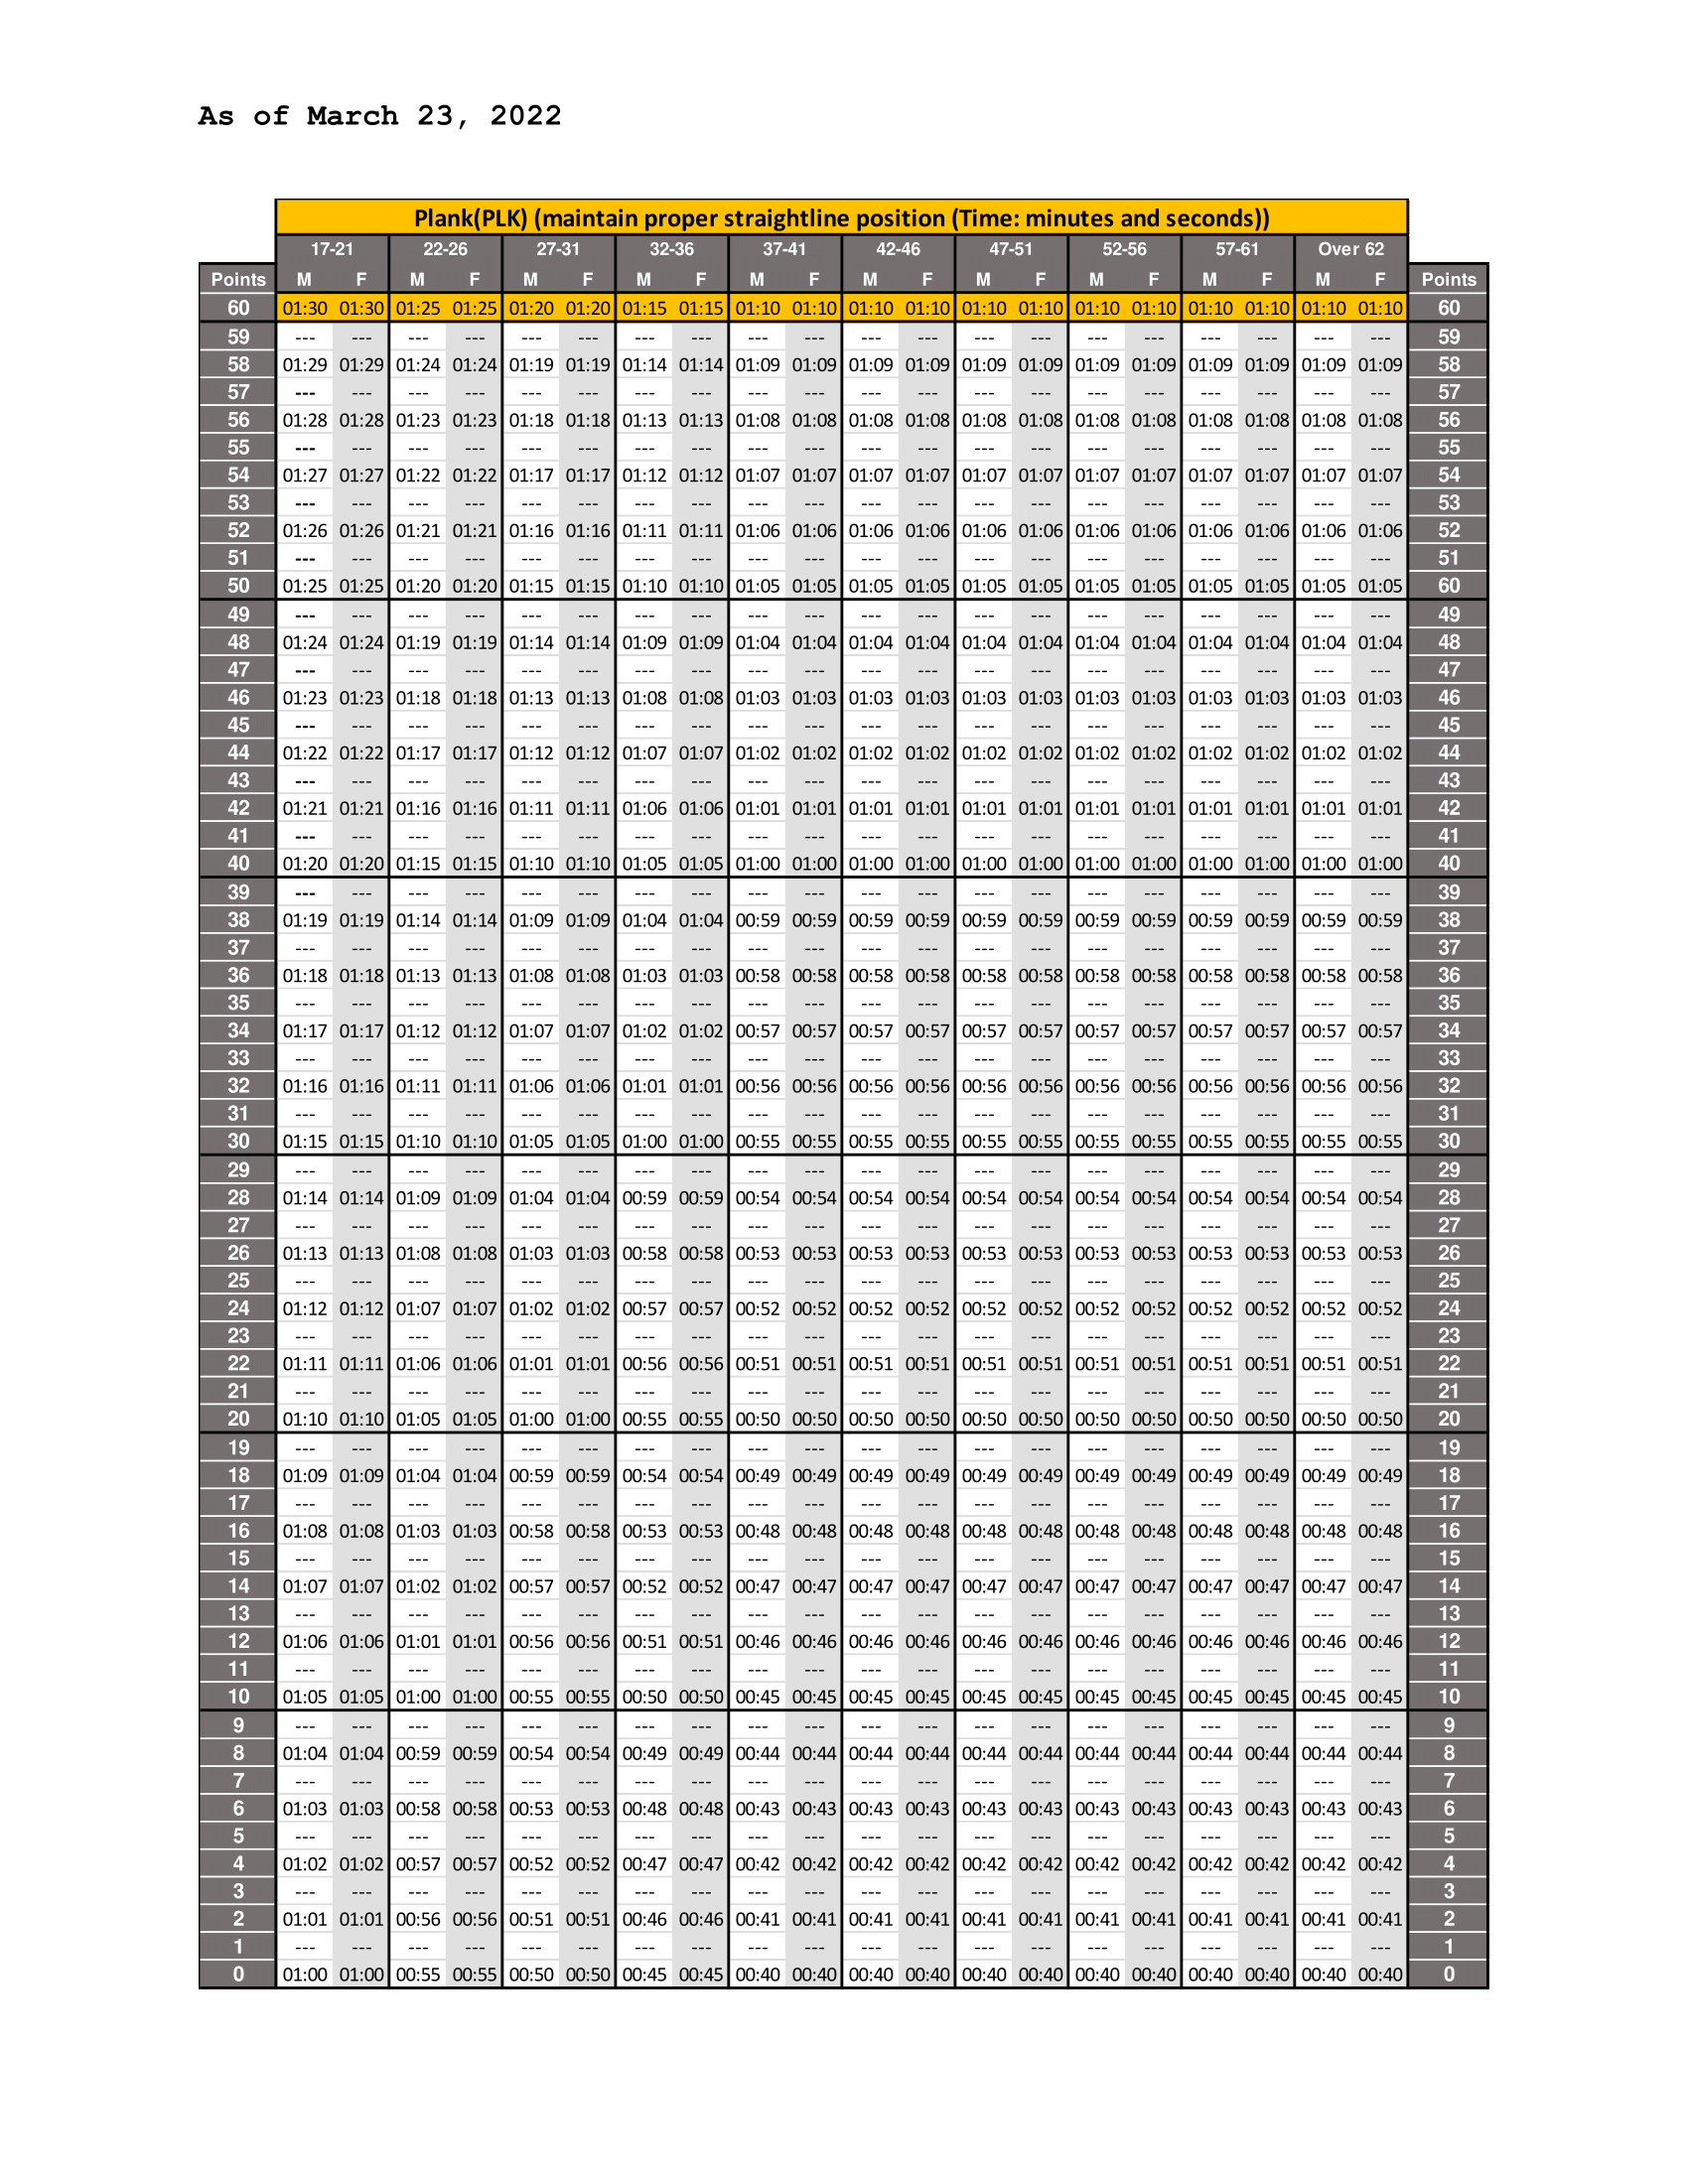 As of March 23, 2022
Plank(PLK) (maintain proper straightline position (Time: minutes and seconds))
17-21 22-26 27-31 32-36 37-41 42-46 47-51 52-56 57-61 Over 62
Points M F M F M F M F M F M F M F M F M F M F Points
60 01:30 01:30 01:25 01:25 01:20 01:20 01:15 01:15 01:10 01:10 01:10 01:10 01:10 01:10 01:10 01:10 01:10 01:10 01:10 01:10 60
59 --- --- --- --- --- --- --- --- --- --- --- --- --- --- --- --- --- --- --- --- 59
58 01:29 01:29 01:24 01:24 01:19 01:19 01:14 01:14 01:09 01:09 01:09 01:09 01:09 01:09 01:09 01:09 01:09 01:09 01:09 01:09 58
57 --- --- --- --- --- --- --- --- --- --- --- --- --- --- --- --- --- --- --- --- 57
56 01:28 01:28 01:23 01:23 01:18 01:18 01:13 01:13 01:08 01:08 01:08 01:08 01:08 01:08 01:08 01:08 01:08 01:08 01:08 01:08 56
55 --- --- --- --- --- --- --- --- --- --- --- --- --- --- --- --- --- --- --- --- 55
54 01:27 01:27 01:22 01:22 01:17 01:17 01:12 01:12 01:07 01:07 01:07 01:07 01:07 01:07 01:07 01:07 01:07 01:07 01:07 01:07 54
53 --- --- --- --- --- --- --- --- --- --- --- --- --- --- --- --- --- --- --- --- 53
52 01:26 01:26 01:21 01:21 01:16 01:16 01:11 01:11 01:06 01:06 01:06 01:06 01:06 01:06 01:06 01:06 01:06 01:06 01:06 01:06 52
51 --- --- --- --- --- --- --- --- --- --- --- --- --- --- --- --- --- --- --- --- 51
50 01:25 01:25 01:20 01:20 01:15 01:15 01:10 01:10 01:05 01:05 01:05 01:05 01:05 01:05 01:05 01:05 01:05 01:05 01:05 01:05 60
49 --- --- --- --- --- --- --- --- --- --- --- --- --- --- --- --- --- --- --- --- 49
48 01:24 01:24 01:19 01:19 01:14 01:14 01:09 01:09 01:04 01:04 01:04 01:04 01:04 01:04 01:04 01:04 01:04 01:04 01:04 01:04 48
47 --- --- --- --- --- --- --- --- --- --- --- --- --- --- --- --- --- --- --- --- 47
46 01:23 01:23 01:18 01:18 01:13 01:13 01:08 01:08 01:03 01:03 01:03 01:03 01:03 01:03 01:03 01:03 01:03 01:03 01:03 01:03 46
45 --- --- --- --- --- --- --- --- --- --- --- --- --- --- --- --- --- --- --- --- 45
44 01:22 01:22 01:17 01:17 01:12 01:12 01:07 01:07 01:02 01:02 01:02 01:02 01:02 01:02 01:02 01:02 01:02 01:02 01:02 01:02 44
43 --- --- --- --- --- --- --- --- --- --- --- --- --- --- --- --- --- --- --- --- 43
42 01:21 01:21 01:16 01:16 01:11 01:11 01:06 01:06 01:01 01:01 01:01 01:01 01:01 01:01 01:01 01:01 01:01 01:01 01:01 01:01 42
41 --- --- --- --- --- --- --- --- --- --- --- --- --- --- --- --- --- --- --- --- 41
40 01:20 01:20 01:15 01:15 01:10 01:10 01:05 01:05 01:00 01:00 01:00 01:00 01:00 01:00 01:00 01:00 01:00 01:00 01:00 01:00 40
39 --- --- --- --- --- --- --- --- --- --- --- --- --- --- --- --- --- --- --- --- 39
38 01:19 01:19 01:14 01:14 01:09 01:09 01:04 01:04 00:59 00:59 00:59 00:59 00:59 00:59 00:59 00:59 00:59 00:59 00:59 00:59 38
37 --- --- --- --- --- --- --- --- --- --- --- --- --- --- --- --- --- --- --- --- 37
36 01:18 01:18 01:13 01:13 01:08 01:08 01:03 01:03 00:58 00:58 00:58 00:58 00:58 00:58 00:58 00:58 00:58 00:58 00:58 00:58 36
35 --- --- --- --- --- --- --- --- --- --- --- --- --- --- --- --- --- --- --- --- 35
34 01:17 01:17 01:12 01:12 01:07 01:07 01:02 01:02 00:57 00:57 00:57 00:57 00:57 00:57 00:57 00:57 00:57 00:57 00:57 00:57 34
33 --- --- --- --- --- --- --- --- --- --- --- --- --- --- --- --- --- --- --- --- 33
32 01:16 01:16 01:11 01:11 01:06 01:06 01:01 01:01 00:56 00:56 00:56 00:56 00:56 00:56 00:56 00:56 00:56 00:56 00:56 00:56 32
31 --- --- --- --- --- --- --- --- --- --- --- --- --- --- --- --- --- --- --- --- 31
30 01:15 01:15 01:10 01:10 01:05 01:05 01:00 01:00 00:55 00:55 00:55 00:55 00:55 00:55 00:55 00:55 00:55 00:55 00:55 00:55 30
29 --- --- --- --- --- --- --- --- --- --- --- --- --- --- --- --- --- --- --- --- 29
28 01:14 01:14 01:09 01:09 01:04 01:04 00:59 00:59 00:54 00:54 00:54 00:54 00:54 00:54 00:54 00:54 00:54 00:54 00:54 00:54 28
27 --- --- --- --- --- --- --- --- --- --- --- --- --- --- --- --- --- --- --- --- 27
26 01:13 01:13 01:08 01:08 01:03 01:03 00:58 00:58 00:53 00:53 00:53 00:53 00:53 00:53 00:53 00:53 00:53 00:53 00:53 00:53 26
25 --- --- --- --- --- --- --- --- --- --- --- --- --- --- --- --- --- --- --- --- 25
24 01:12 01:12 01:07 01:07 01:02 01:02 00:57 00:57 00:52 00:52 00:52 00:52 00:52 00:52 00:52 00:52 00:52 00:52 00:52 00:52 24
23 --- --- --- --- --- --- --- --- --- --- --- --- --- --- --- --- --- --- --- --- 23
22 01:11 01:11 01:06 01:06 01:01 01:01 00:56 00:56 00:51 00:51 00:51 00:51 00:51 00:51 00:51 00:51 00:51 00:51 00:51 00:51 22
21 --- --- --- --- --- --- --- --- --- --- --- --- --- --- --- --- --- --- --- --- 21
20 01:10 01:10 01:05 01:05 01:00 01:00 00:55 00:55 00:50 00:50 00:50 00:50 00:50 00:50 00:50 00:50 00:50 00:50 00:50 00:50 20
19 --- --- --- --- --- --- --- --- --- --- --- --- --- --- --- --- --- --- --- --- 19
18 01:09 01:09 01:04 01:04 00:59 00:59 00:54 00:54 00:49 00:49 00:49 00:49 00:49 00:49 00:49 00:49 00:49 00:49 00:49 00:49 18
17 --- --- --- --- --- --- --- --- --- --- --- --- --- --- --- --- --- --- --- --- 17
16 01:08 01:08 01:03 01:03 00:58 00:58 00:53 00:53 00:48 00:48 00:48 00:48 00:48 00:48 00:48 00:48 00:48 00:48 00:48 00:48 16
15 --- --- --- --- --- --- --- --- --- --- --- --- --- --- --- --- --- --- --- --- 15
14 01:07 01:07 01:02 01:02 00:57 00:57 00:52 00:52 00:47 00:47 00:47 00:47 00:47 00:47 00:47 00:47 00:47 00:47 00:47 00:47 14
13 --- --- --- --- --- --- --- --- --- --- --- --- --- --- --- --- --- --- --- --- 13
12 01:06 01:06 01:01 01:01 00:56 00:56 00:51 00:51 00:46 00:46 00:46 00:46 00:46 00:46 00:46 00:46 00:46 00:46 00:46 00:46 12
11 --- --- --- --- --- --- --- --- --- --- --- --- --- --- --- --- --- --- --- --- 11
10 01:05 01:05 01:00 01:00 00:55 00:55 00:50 00:50 00:45 00:45 00:45 00:45 00:45 00:45 00:45 00:45 00:45 00:45 00:45 00:45 10
9 --- --- --- --- --- --- --- --- --- --- --- --- --- --- --- --- --- --- --- --- 9
8 01:04 01:04 00:59 00:59 00:54 00:54 00:49 00:49 00:44 00:44 00:44 00:44 00:44 00:44 00:44 00:44 00:44 00:44 00:44 00:44 8
7 --- --- --- --- --- --- --- --- --- --- --- --- --- --- --- --- --- --- --- --- 7
6 01:03 01:03 00:58 00:58 00:53 00:53 00:48 00:48 00:43 00:43 00:43 00:43 00:43 00:43 00:43 00:43 00:43 00:43 00:43 00:43 6
5 --- --- --- --- --- --- --- --- --- --- --- --- --- --- --- --- --- --- --- --- 5
4 01:02 01:02 00:57 00:57 00:52 00:52 00:47 00:47 00:42 00:42 00:42 00:42 00:42 00:42 00:42 00:42 00:42 00:42 00:42 00:42 4
3 --- --- --- --- --- --- --- --- --- --- --- --- --- --- --- --- --- --- --- --- 3
2 01:01 01:01 00:56 00:56 00:51 00:51 00:46 00:46 00:41 00:41 00:41 00:41 00:41 00:41 00:41 00:41 00:41 00:41 00:41 00:41 2
1 --- --- --- --- --- --- --- --- --- --- --- --- --- --- --- --- --- --- --- --- 1
0 01:00 01:00 00:55 00:55 00:50 00:50 00:45 00:45 00:40 00:40 00:40 00:40 00:40 00:40 00:40 00:40 00:40 00:40 00:40 00:40 0